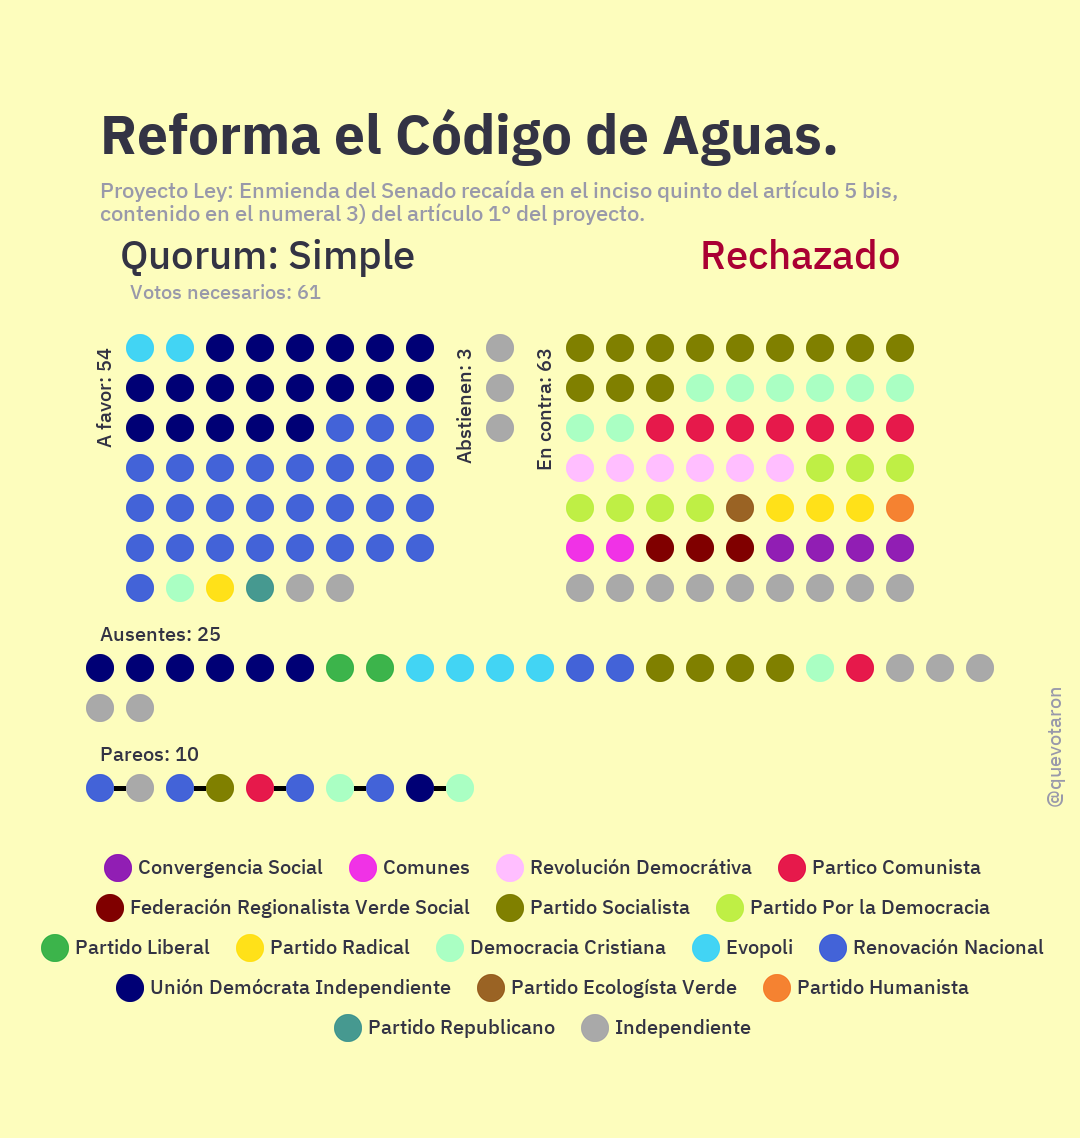 Reforma el Código de Aguas.
Proyecto Ley: Enmienda del Senado recaída en el inciso quinto del artículo 5 bis,
contenido en el numeral 3) del artículo 1° del proyecto.
Quorum: Simple
Rechazado
Votos necesarios: 61
A favor: 54
Abstienen: 3
En contra: 63
Ausentes: 25
Pareos: 10
@quevotaron
Convergencia Social Comunes Revolución Democrátiva Partico Comunista
Federación Regionalista Verde Social Partido Socialista Partido Por la Democracia
Partido Liberal Partido Radical Democracia Cristiana Evopoli Renovación Nacional
Unión Demócrata Independiente Partido Ecologísta Verde Partido Humanista
Partido Republicano Independiente